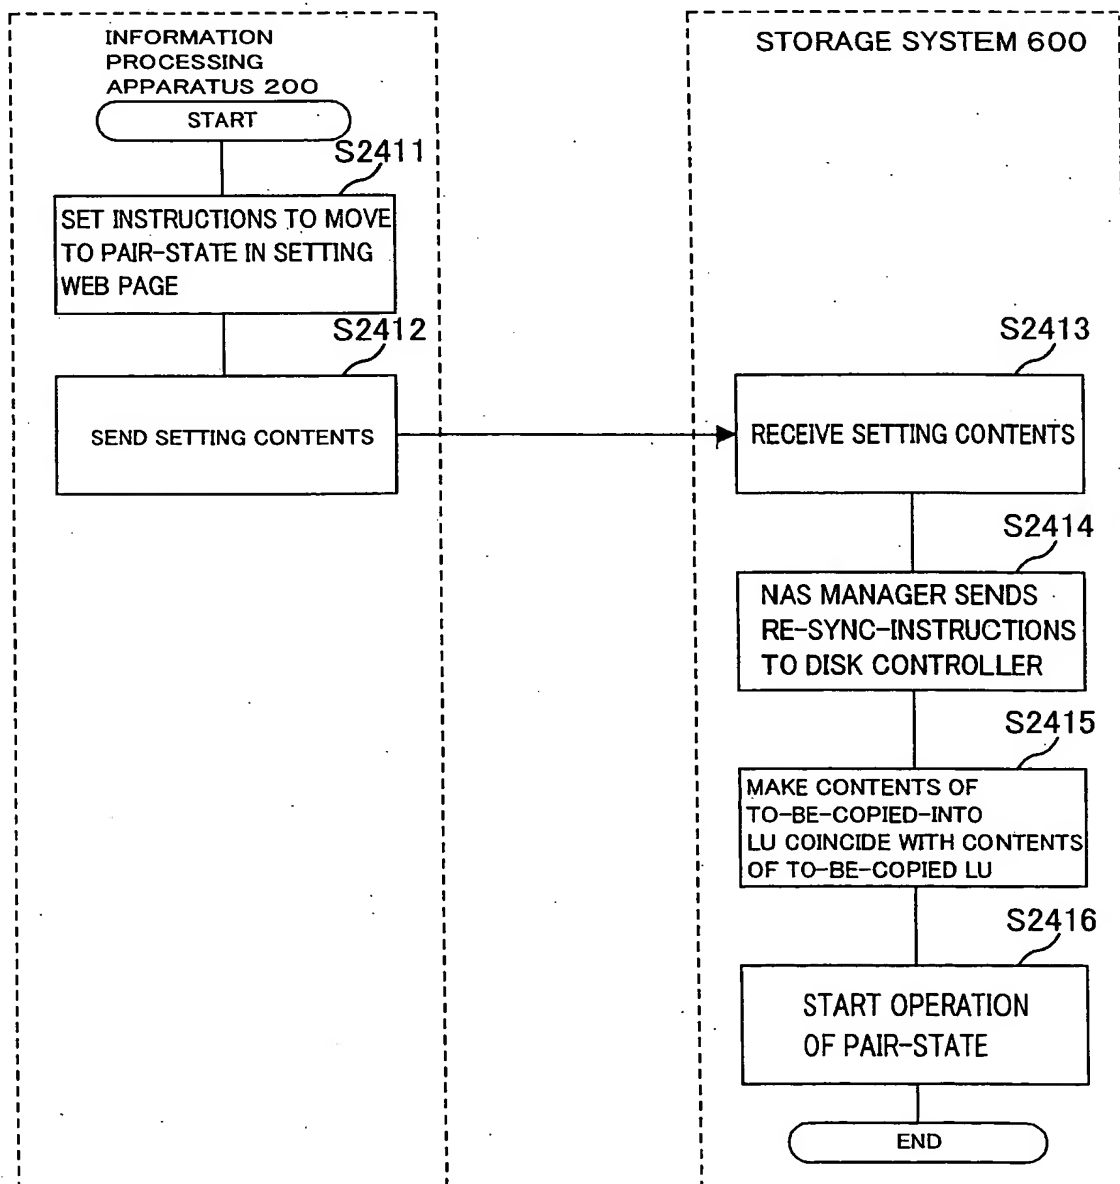 INFORMATION
PROCESSING
APPARATUS 200
START
S2411
SET INSTRUCTIONS TO MOVE
TO PAIR-STATE IN SETTING
WEB PAGE
S2412
SEND SETTING CONTENTS
STORAGE SYSTEM 600
S2413
RECEIVE SETTING CONTENTS
S2414
NAS MANAGER SENDS
RE-SYNC-INSTRUCTIONS
TO DISK CONTROLLER
S2415
MAKE CONTENTS OF
TO-BE-COPIED-INTO
LU COINCIDE WITH CONTENTS
OF TO-BE-COPIED LU
S2416
START OPERATION
OF PAIR-STATE
END